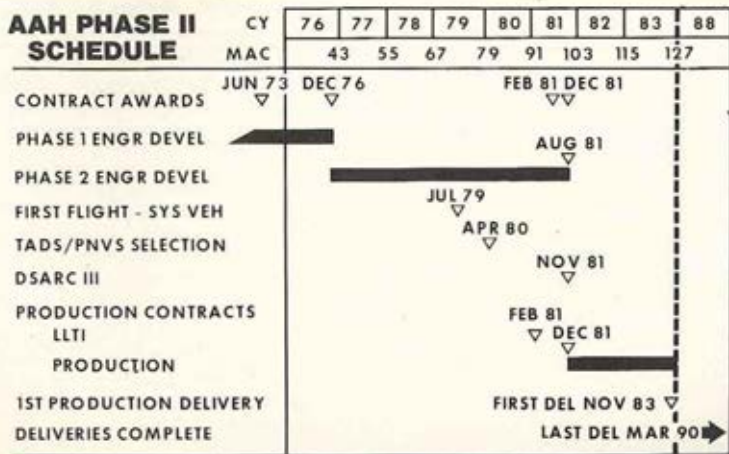 AAH PHASE II CY 76 77 78 79 80 81 82 83 88
SCHEDULE MAC 43 55 67 79 91 103 115 127
JUN 73 DEC 76 FEB 81 DEC 81
CONTRACT AWARDS
PHASE 1 ENGR DEVEL
AUG 81
PHASE 2 ENGR DEVEL
JUL 79
FIRST FLIGHT - SYS VEH
APR 80
TADS/PNVS SELECTION
NOV 81
DSARC III
PRODUCTION CONTRACTS FEB 81
LLTI DEC 81
PRODUCTION
1ST PRODUCTION DELIVERY FIRST DEL NOV 83
DELIVERIES COMPLETE LAST DEL MAR 90